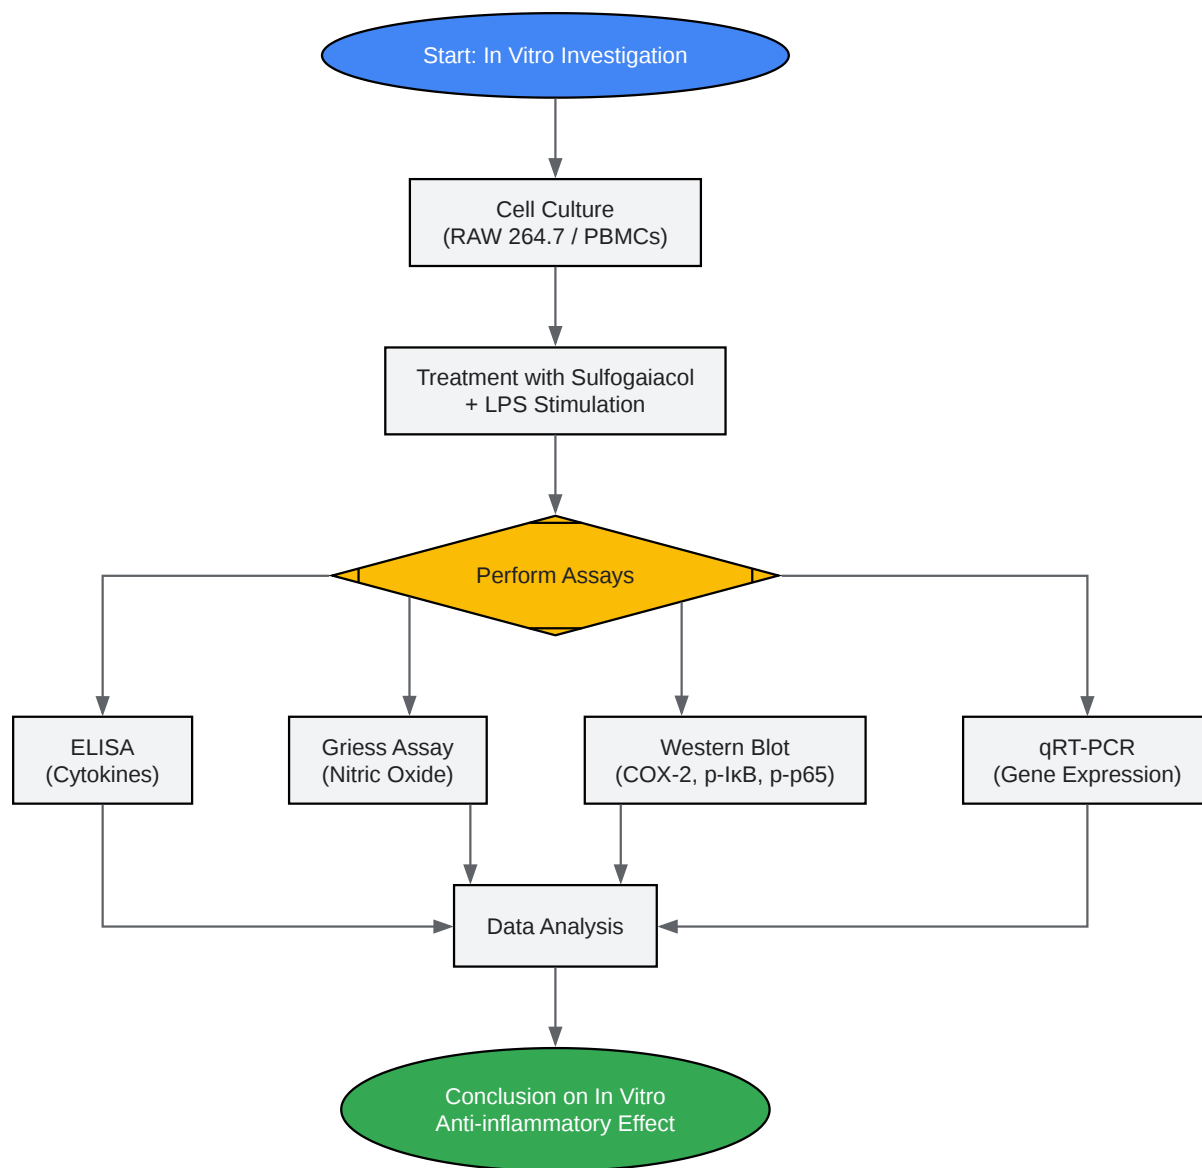 Start: In Vitro Investigation
Cell Culture
(RAW 264.7 / PBMCs)
Treatment with Sulfogaiacol
+ LPS Stimulation
Perform Assays
ELISA
(Cytokines)
Griess Assay
(Nitric Oxide)
Western Blot
(COX-2, p-IκB, p-p65)
qRT-PCR
(Gene Expression)
Data Analysis
Conclusion on In Vitro
Anti-inflammatory Effect